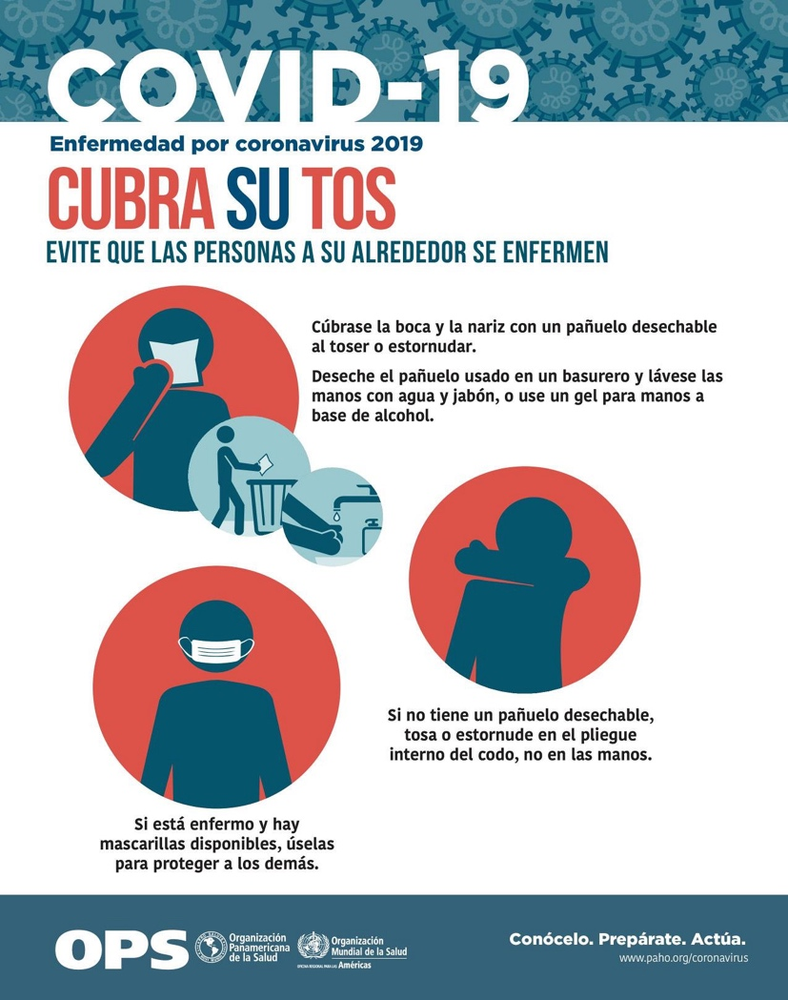 COVID-19
Enfermedad por coronavirus 2019
CUBRA SU TOS
EVITE QUE LAS PERSONAS A SU ALREDEDOR SE ENFERMEN
Cúbrase la boca y la nariz con un pañuelo desechable
al toser o estornudar.
Deseche el pañuelo usado en un basurero y lávese las
manos con agua y jabón, o use un gel para manos a
base de alcohol.
Si no tiene un pañuelo desechable,
tosa o estornude en el pliegue
interno del codo, no en las manos.
Si está enfermo y hay
mascarillas disponibles, úselas
para proteger a los demás.
OPS
Organización
Panamericana
de la Salud
Organización
Mundial de la Salud
OFICINA REGIONAL PARA LAS Américas
Conócelo. Prepárate. Actúa.
www.paho.org/coronavirus